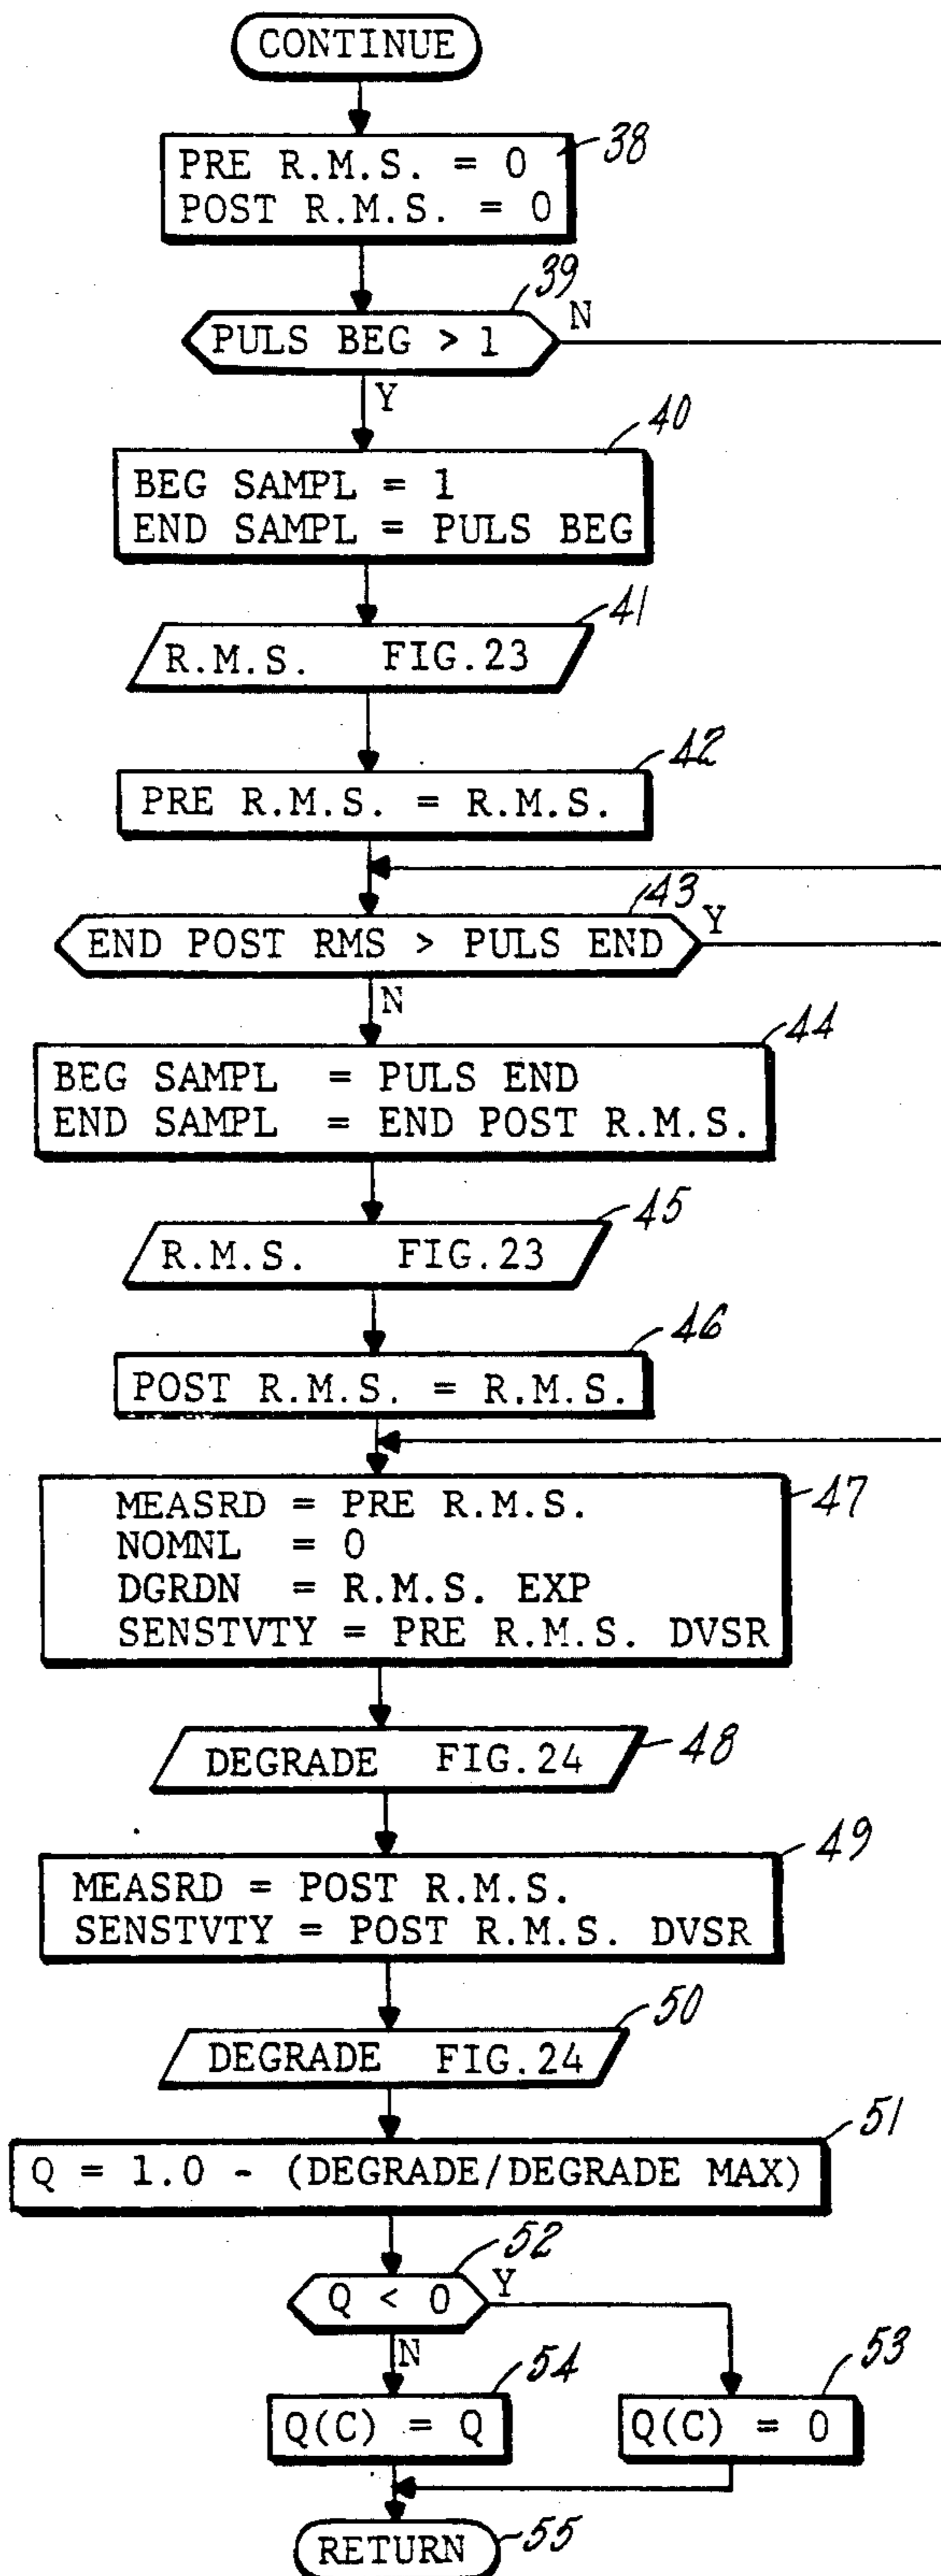 CONTINUE
38
PRE R.M.S. = 0
POST R.M.S. = 0
39
PULS BEG > 1
N
Y
40
BEG SAMPL = 1
END SAMPL = PULS BEG
41
R.M.S. FIG.23
42
PRE R.M.S. = R.M.S.
43
END POST RMS > PULS END
Y
N
44
BEG SAMPL = PULS END
END SAMPL = END POST R.M.S.
45
R.M.S. FIG.23
46
POST R.M.S. = R.M.S.
47
MEASRD = PRE R.M.S.
NOMNL = 0
DGRDN = R.M.S. EXP
SENSTVTY = PRE R.M.S. DVSR
48
DEGRADE FIG.24
49
MEASRD = POST R.M.S.
SENSTVTY = POST R.M.S. DVSR
50
DEGRADE FIG.24
51
Q = 1.0 - (DEGRADE/DEGRADE MAX)
52
Q < 0
Y
N
54
Q(C) = Q
53
Q(C) = 0
RETURN
55